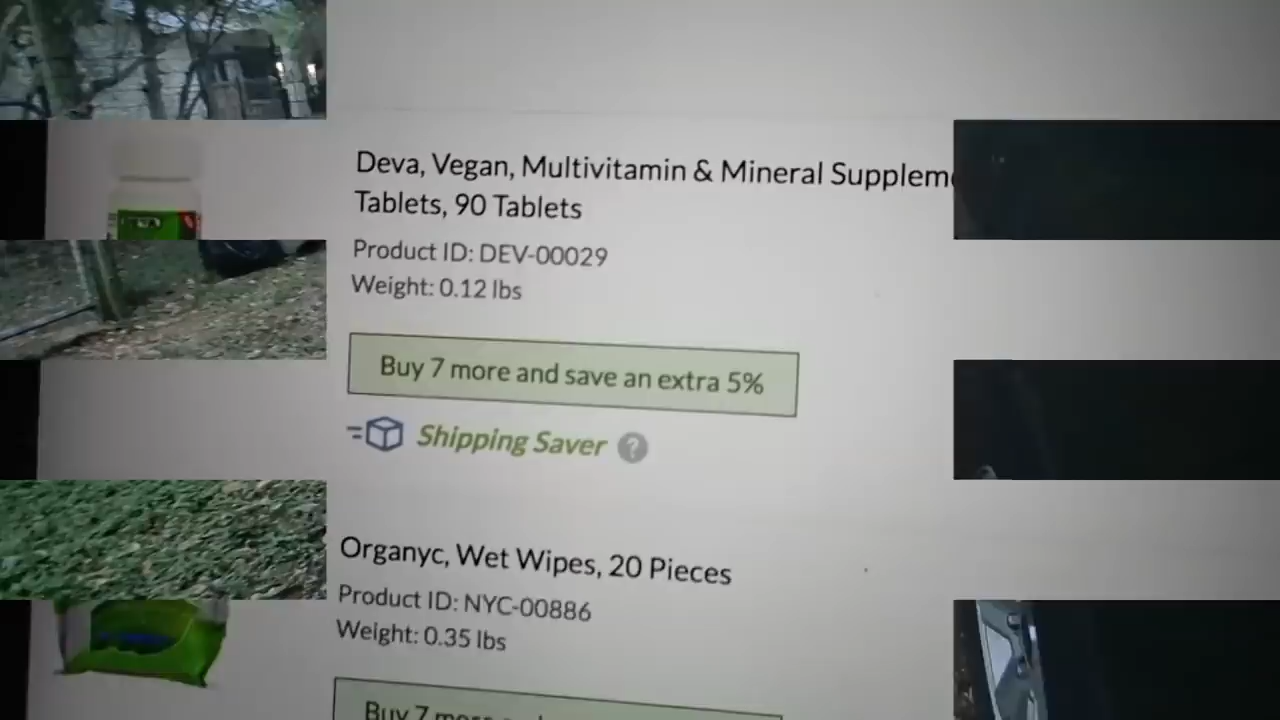 Deva, Vegan, Multivitamin & Mineral
Tablets, 90 Tablets
Product ID: DEV-00029
Weight: 0.12 lbs
Buy 7 more and save an extra 5%
Shipping Saver ?
Organyc, Wet Wipes, 20 Pieces
Product ID: NYC-00886
Weight: 0.35 lbs
Buy 7